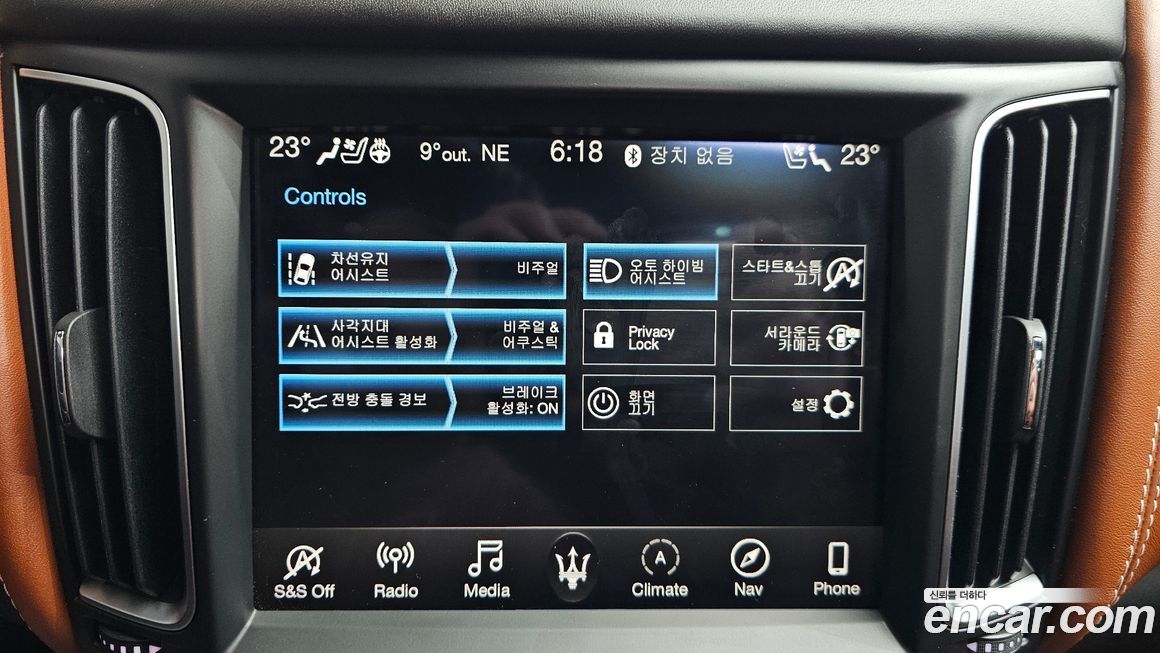 23° 9°out. NE 6:18 장치 없음 23°
Controls
차선유지
어시스트
비주얼
오토 하이빔
어시스트
스타트&스톱
끄기
사각지대
어시스트 활성화
비주얼 &
어쿠스틱
Privacy
Lock
서라운드
카메라
전방 충돌 경보
브레이크
활성화: ON
화면
끄기
설정
S&S Off Radio Media Climate Nav Phone
신뢰를 더하다
encar.com